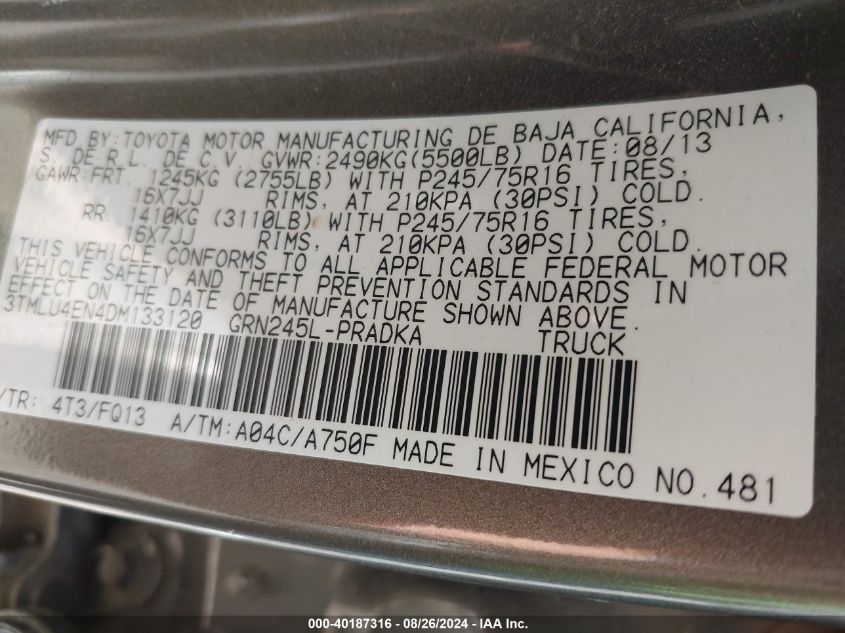 MFD BY:TOYOTA MOTOR MANUFACTURING DE BAJA CALIFORNIA,
S. DE R.L. DE C.V. GVWR:2490KG(5500LB) DATE:08/13
GAWR:FRT. 1245KG (2755LB) WITH P245/75R16 TIRES,
16X7JJ RIMS, AT 210KPA (30PSI) COLD.
RR. 1410KG (3110LB) WITH P245/75R16 TIRES,
16X7JJ RIMS, AT 210KPA (30PSI) COLD.
THIS VEHICLE CONFORMS TO ALL APPLICABLE FEDERAL MOTOR
VEHICLE SAFETY AND THEFT PREVENTION STANDARDS IN
EFFECT ON THE DATE OF MANUFACTURE SHOWN ABOVE.
3TMLU4EN4DM133120 GRN245L-PRADKA TRUCK
/TR: 4T3/FQ13 A/TM:A04C/A750F MADE IN MEXICO NO.481
000-40187316 - 08/26/2024 - IAA Inc.